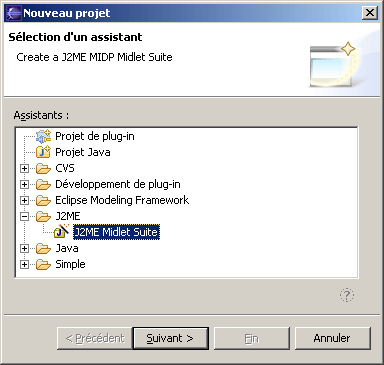 Nouveau projet
Sélection d'un assistant
Create a J2ME MIDP Midlet Suite
Assistants :
Projet de plug-in
Projet Java
CVS
Développement de plug-in
Eclipse Modeling Framework
J2ME
J2ME Midlet Suite
Java
Simple
?
< Précédent Suivant > Fin Annuler